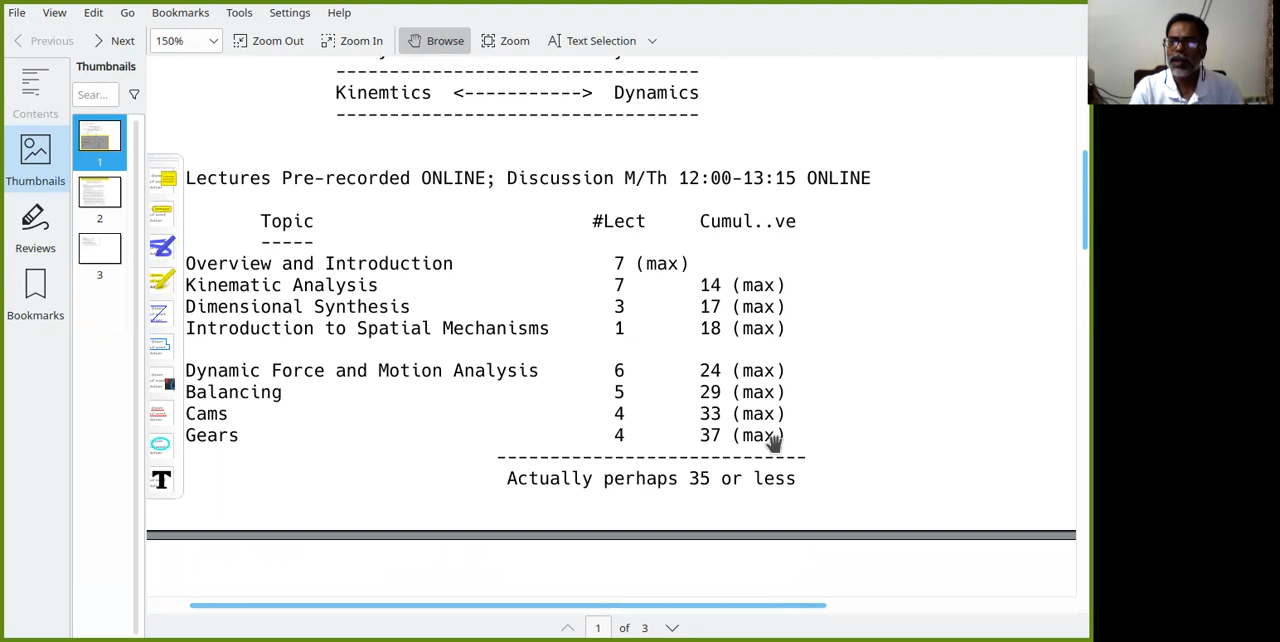 File View Edit Go Bookmarks Tools Settings Help
Previous Next 150% Zoom Out Zoom In Browse Zoom Text Selection
Contents
Thumbnails
Reviews
Bookmarks
Thumbnails
Sear...
1
2
3
---------------------------------
Kinemtics <-----------> Dynamics
---------------------------------
Lectures Pre-recorded ONLINE; Discussion M/Th 12:00-13:15 ONLINE
Topic #Lect Cumul..ve
-----
Overview and Introduction 7 (max)
Kinematic Analysis 7 14 (max)
Dimensional Synthesis 3 17 (max)
Introduction to Spatial Mechanisms 1 18 (max)
Dynamic Force and Motion Analysis 6 24 (max)
Balancing 5 29 (max)
Cams 4 33 (max)
Gears 4 37 (max)
-----------------------------
Actually perhaps 35 or less
1 of 3